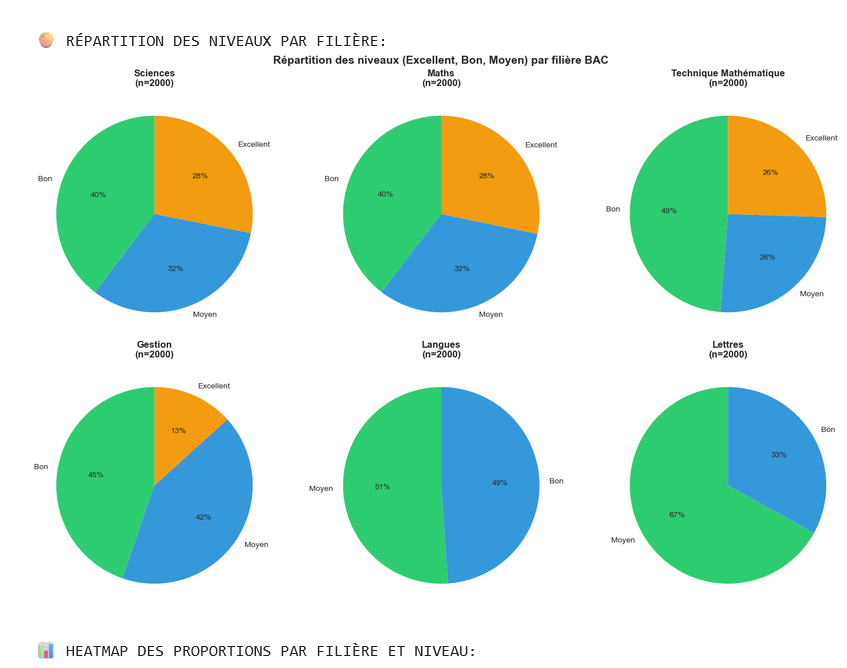 RÉPARTITION DES NIVEAUX PAR FILIÈRE:
Répartition des niveaux (Excellent, Bon, Moyen) par filière BAC
Sciences
(n=2000)
Excellent
28%
Bon
40%
32%
Moyen
Maths
(n=2000)
Excellent
28%
Bon
40%
32%
Moyen
Technique Mathématique
(n=2000)
Excellent
26%
Bon
49%
26%
Moyen
Gestion
(n=2000)
Excellent
13%
Bon
45%
42%
Moyen
Langues
(n=2000)
Moyen
51%
49%
Bon
Lettres
(n=2000)
Bon
33%
67%
Moyen
HEATMAP DES PROPORTIONS PAR FILIÈRE ET NIVEAU: